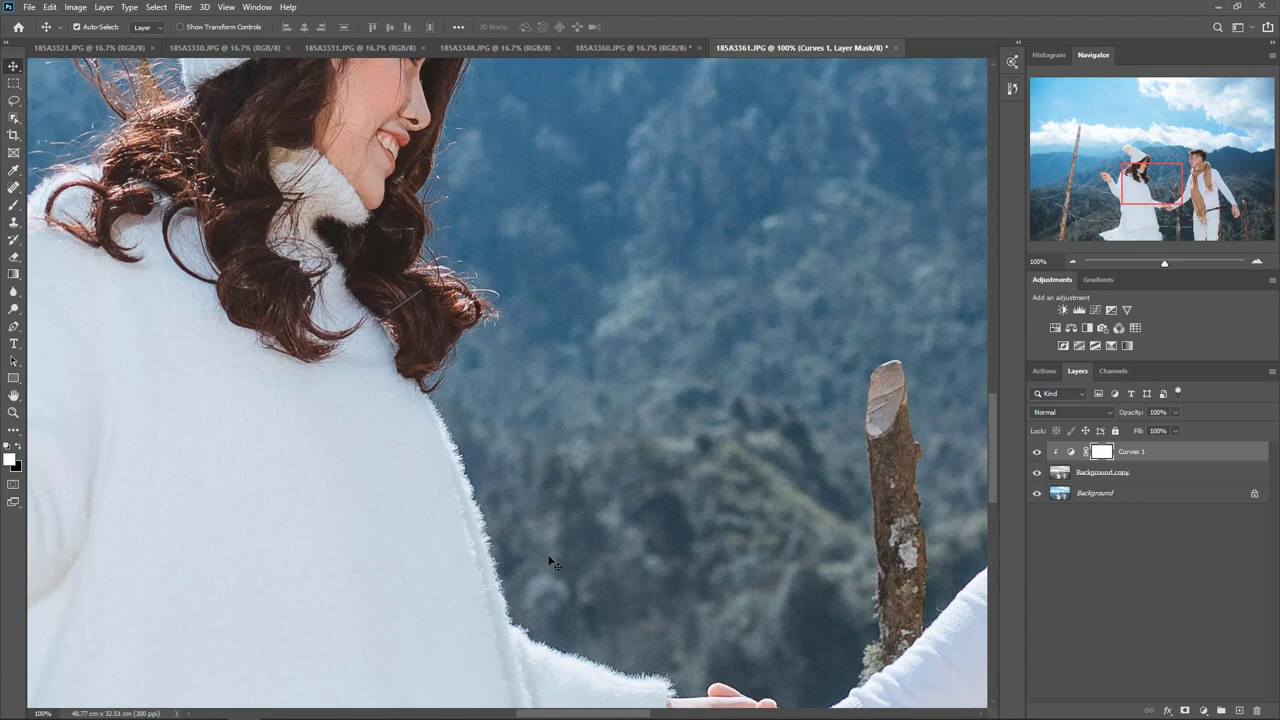 Ps File Edit Image Layer Type Select Filter 3D View Window Help
Auto-Select: Layer Show Transform Controls 3D Mode:
185A3321.JPG @ 16.7% (RGB/8) 185A3330.JPG @ 16.7% (RGB/8) 185A3331.JPG @ 16.7% (RGB/8) 185A3348.JPG @ 16.7% (RGB/8) 185A3360.JPG @ 16.7% (RGB/8) * 185A3361.JPG @ 100% (Curves 1, Layer Mask/8) *
Histogram Navigator
100%
Adjustments Gradients
Add an adjustment
Actions Layers Channels
Kind
Normal Opacity: 100%
Lock: Fill: 100%
Curves 1
Background copy
Background
100% 48.77 cm x 32.51 cm (300 ppi)